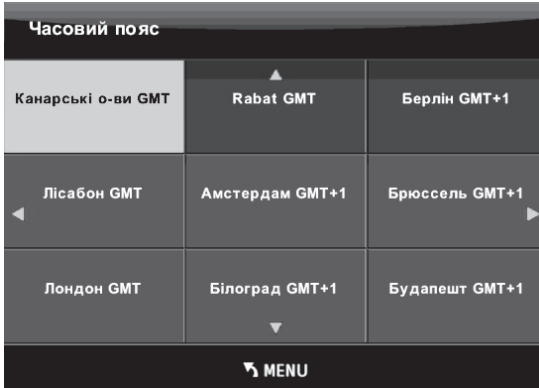 Часовий пояс
Канарські о-ви GMT
Rabat GMT
Берлін GMT+1
Лісабон GMT
Амстердам GMT+1
Брюссель GMT+1
Лондон GMT
Білоград GMT+1
Будапешт GMT+1
MENU